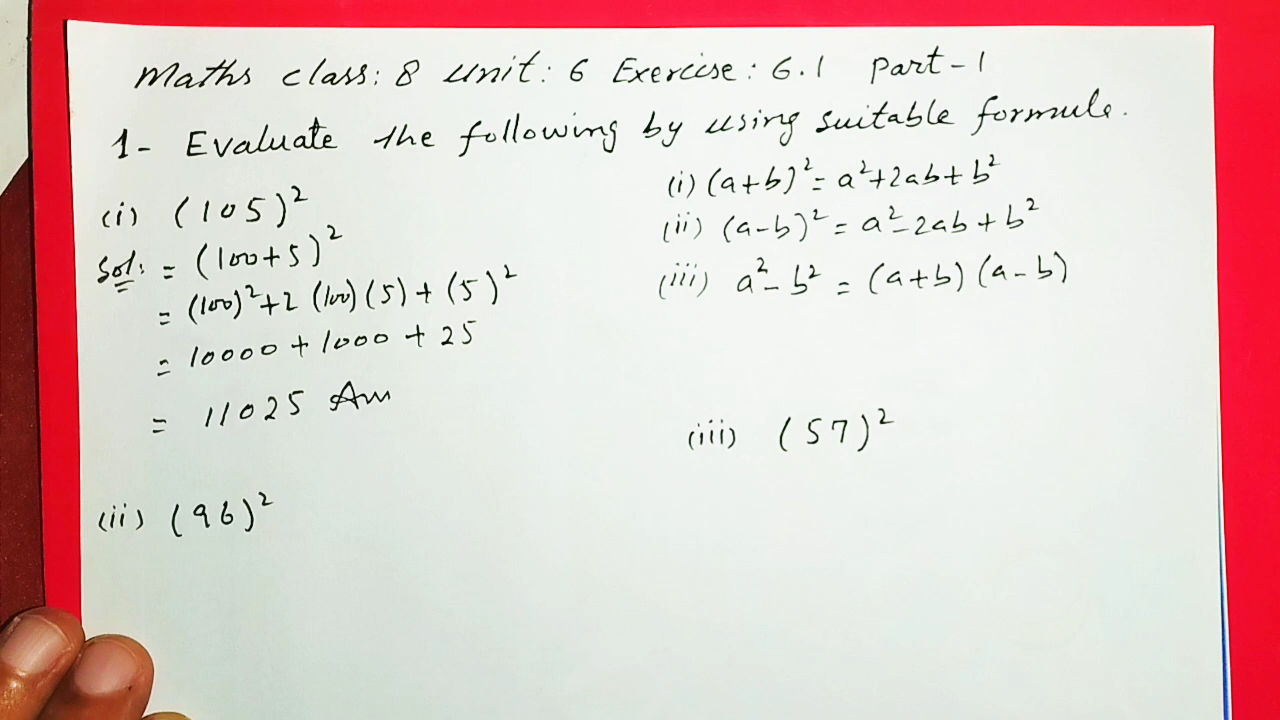 Maths class: 8 Unit: 6 Exercise: 6.1 Part-1
1- Evaluate the following by using suitable formule.
(i) (105)²
Sol: = (100+5)²
= (100)²+2(100)(5)+(5)²
= 10000+1000+25
= 11025 Ans
(ii) (96)²
(i) (a+b)²=a²+2ab+b²
(ii) (a-b)²=a²-2ab+b²
(iii) a²-b²=(a+b)(a-b)
(iii) (57)²